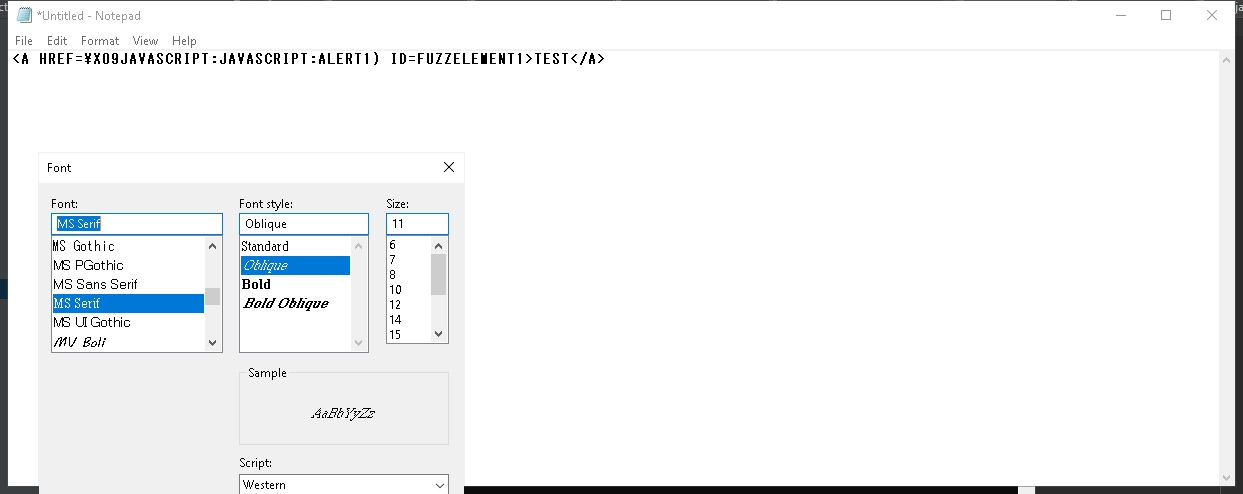 *Untitled - Notepad
File Edit Format View Help
<A HREF=¥X09JAVASCRIPT:JAVASCRIPT:ALERT1) ID=FUZZELEMENT1>TEST</A>
Font
Font:
MS Serif
MS Gothic
MS PGothic
MS Sans Serif
MS Serif
MS UI Gothic
MV Boli
Font style:
Oblique
Standard
Oblique
Bold
Bold Oblique
Size:
11
6
7
8
10
12
14
15
Sample
AaBbYyZz
Script:
Western